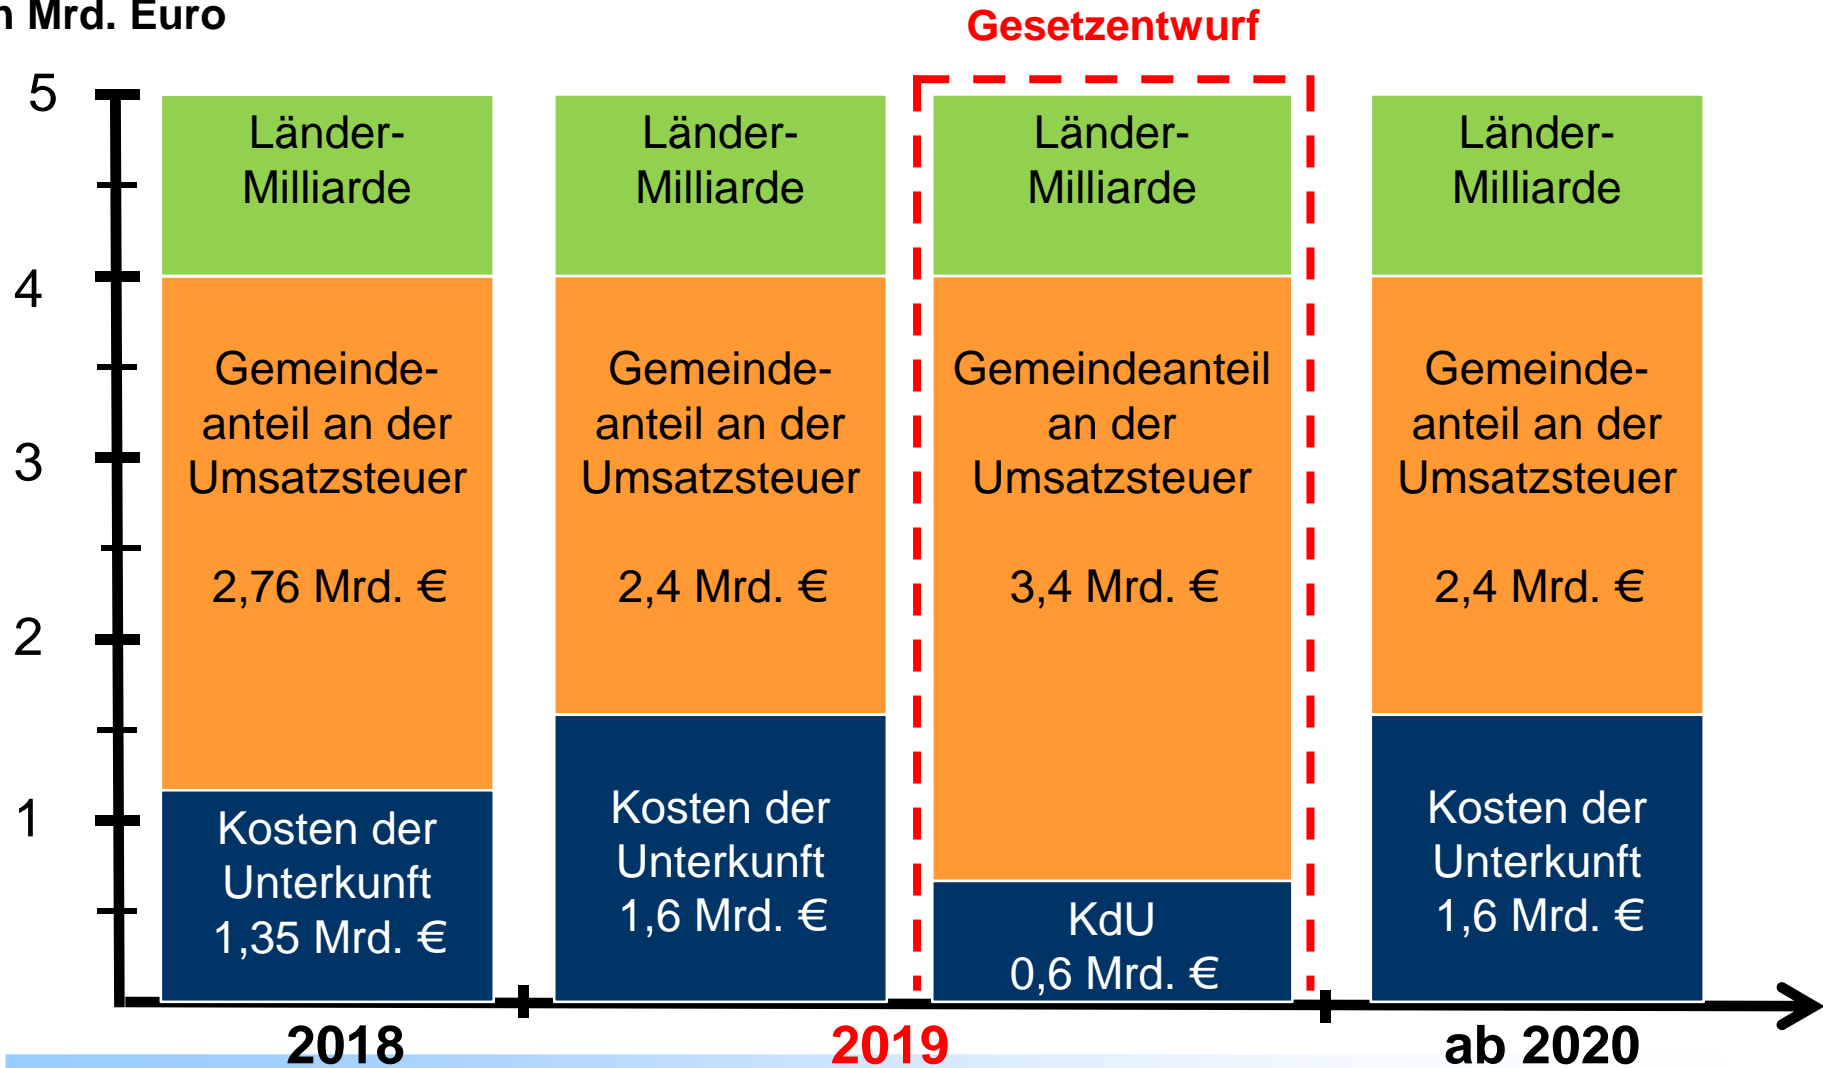 n Mrd. Euro
Gesetzentwurf
5
4
3
2
1
Länder-
Milliarde
Gemeinde-
anteil an der
Umsatzsteuer
2,76 Mrd. €
Kosten der
Unterkunft
1,35 Mrd. €
Länder-
Milliarde
Gemeinde-
anteil an der
Umsatzsteuer
2,4 Mrd. €
Kosten der
Unterkunft
1,6 Mrd. €
Länder-
Milliarde
Gemeindeanteil
an der
Umsatzsteuer
3,4 Mrd. €
KdU
0,6 Mrd. €
Länder-
Milliarde
Gemeinde-
anteil an der
Umsatzsteuer
2,4 Mrd. €
Kosten der
Unterkunft
1,6 Mrd. €
2018
2019
ab 2020